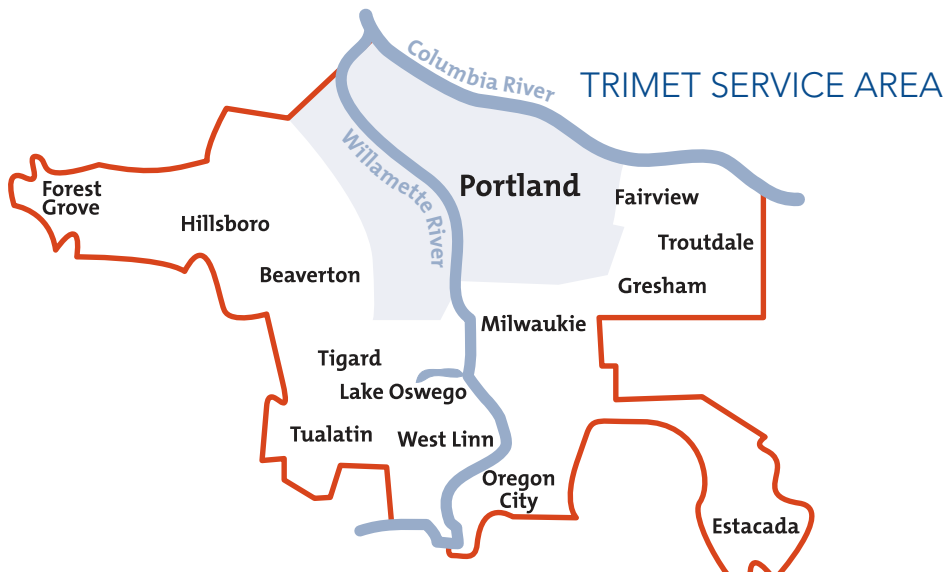 Columbia River
TRIMET SERVICE AREA
Willamette River
Portland
Forest
Grove
Fairview
Hillsboro
Troutdale
Beaverton
Gresham
Milwaukie
Tigard
Lake Oswego
Tualatin
West Linn
Oregon
City
Estacada